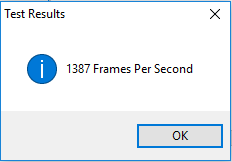 Test Results
1387 Frames Per Second
OK